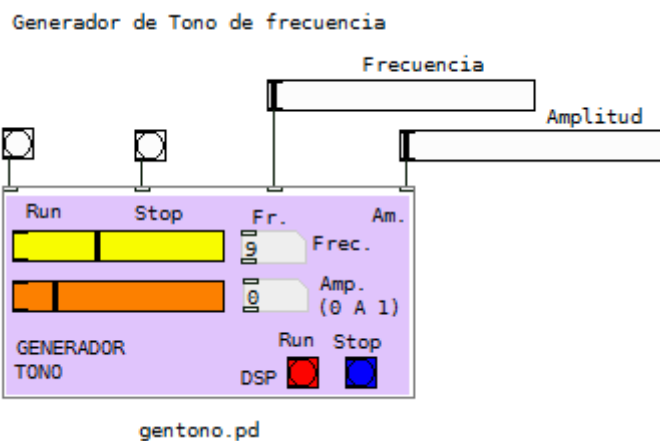 Generador de Tono de frecuencia
Frecuencia
Amplitud
Run Stop Fr. Am.
9 Frec.
0 Amp.
(0 A 1)
Run Stop
GENERADOR
TONO
DSP
gentono.pd